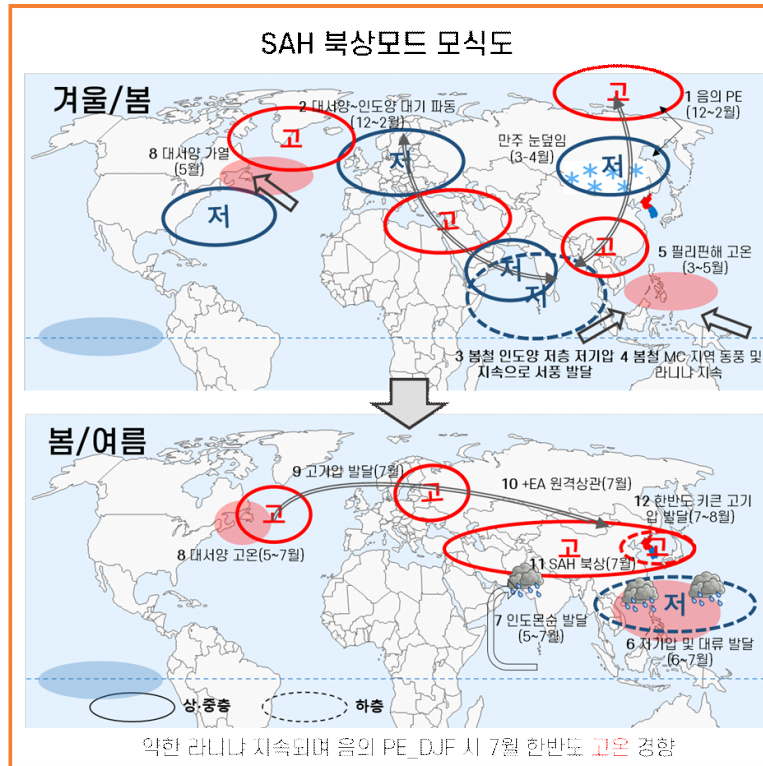 SAH 북상모드 모식도
겨울/봄
고
2 대서양~인도양 대기 파동
(12~2월)
1 음의 PE
(12~2월)
고
8 대서양 가열
(5월)
저
만주 눈덮임
(3-4월)
저
저
고
고
5 필리핀해 고온
(3~5월)
저
저
3 봄철 인도양 저층 저기압
지속으로 서풍 발달
4 봄철 MC 지역 동풍 및
라니냐 지속
봄/여름
9 고기압 발달(7월)
고
10 +EA 원격상관(7월)
12 한반도 키큰 고기
압 발달(7~8월)
고
8 대서양 고온(5~7월)
고
고
11 SAH 북상(7월)
저
7 인도몬순 발달
(5~7월)
6 저기압 및 대류 발달
(6~7월)
상·중층
하층
약한 라니냐 지속되며 음의 PE_DJF 시 7월 한반도 고온 경향